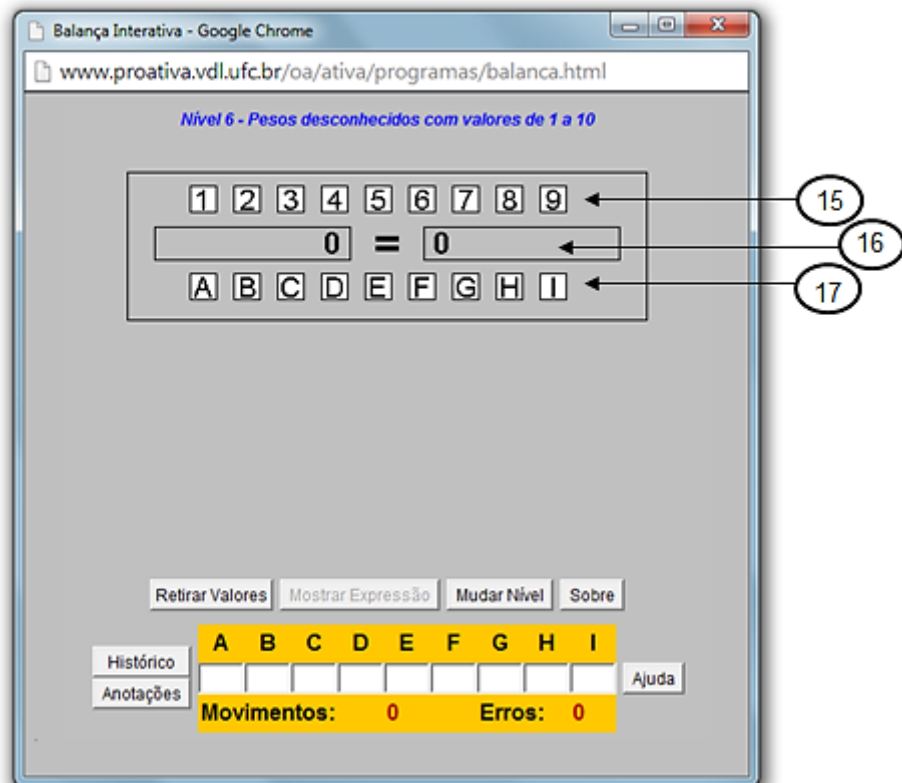 Balança Interativa - Google Chrome
www.proativa.vdl.ufc.br/oa/ativa/programas/balanca.html
Nível 6 - Pesos desconhecidos com valores de 1 a 10
1 2 3 4 5 6 7 8 9
15
0 = 0
16
A B C D E F G H I
17
Retirar Valores Mostrar Expressão Mudar Nível Sobre
A B C D E F G H I
Histórico
Anotações
Ajuda
Movimentos: 0 Erros: 0